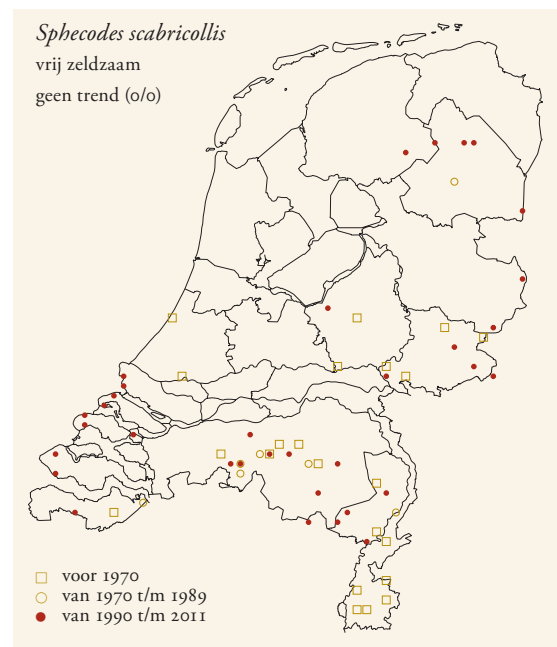 Sphecodes scabricollis
vrij zeldzaam
geen trend (0/0)
voor 1970
van 1970 t/m 1989
van 1990 t/m 2011